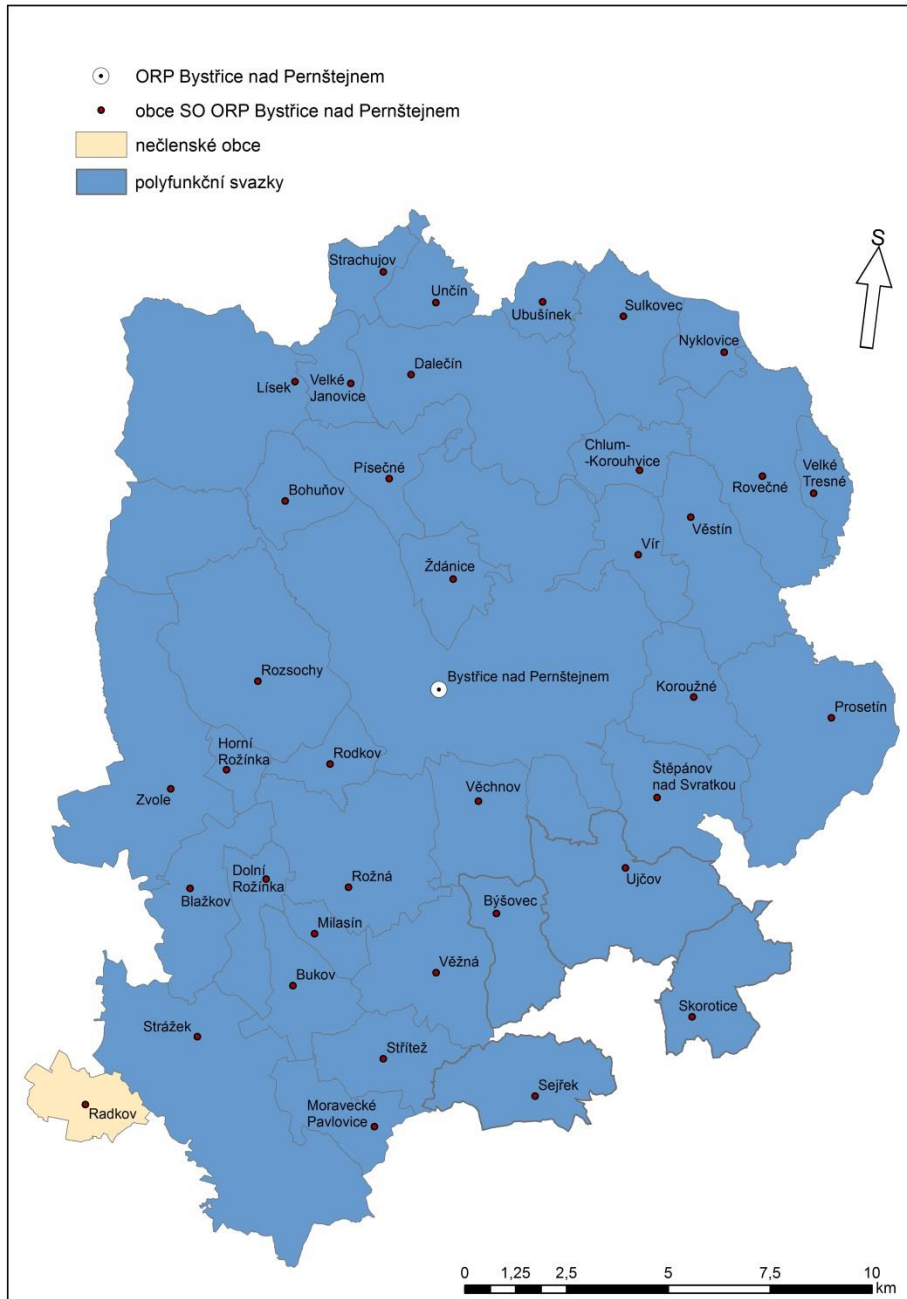 ORP Bystřice nad Pernštejnem
obce SO ORP Bystřice nad Pernštejnem
nečlenské obce
polyfunkční svazky
S
Strachujov
Unčín
Ubušínek
Sulkovec
Nyklovice
Dalečín
Lísek
Velké
Janovice
Chlum-
-Korouhvice
Písečné
Bohuňov
Rovečné
Velké
Tresné
Věstín
Vír
Ždánice
Rozsochy
Bystřice nad Pernštejnem
Koroužné
Prosetín
Horní
Rožínka
Rodkov
Zvole
Věchnov
Štěpánov
nad Svratkou
Dolní
Rožínka
Rožná
Blažkov
Ujčov
Býšovec
Milasín
Věžná
Bukov
Skorotice
Strážek
Střítež
Sejřek
Radkov
Moravecké
Pavlovice
0 1,25 2,5 5 7,5 10
km